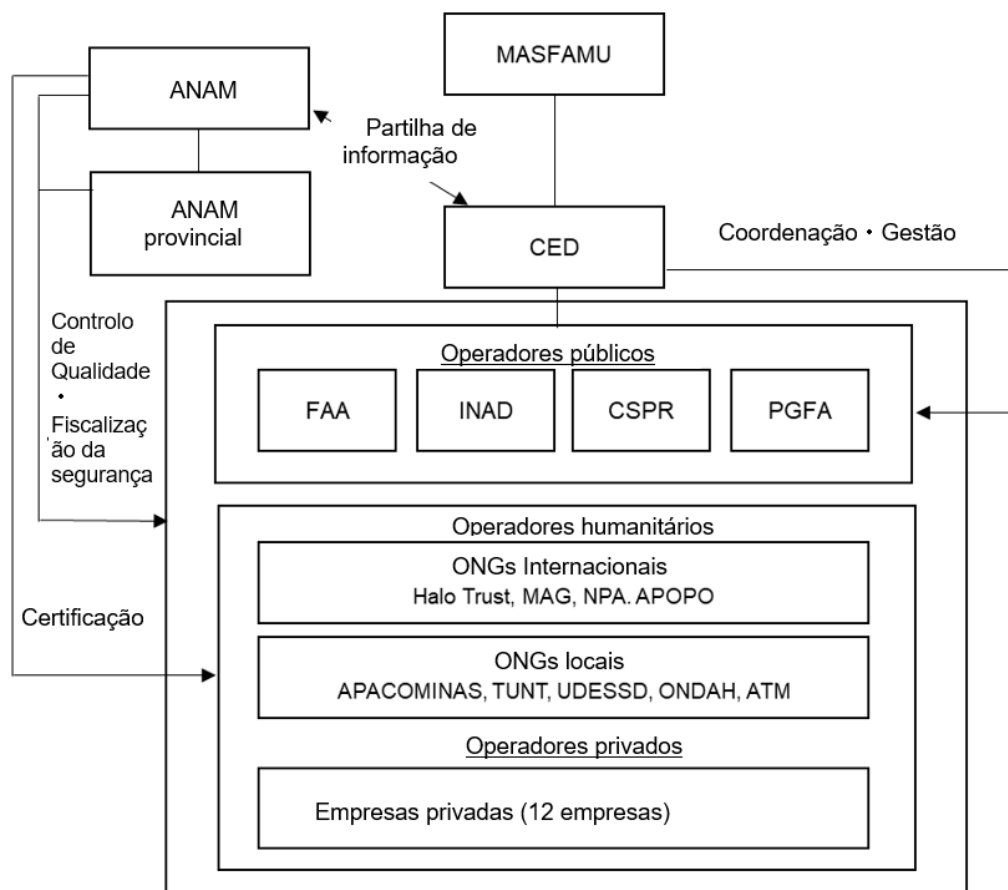 ANAM
MASFAMU
Partilha de
informação
ANAM
provincial
CED
Coordenação・Gestão
Controlo
de
Qualidade
・
Fiscalizaç
ão da
segurança
Operadores públicos
FAA
INAD
CSPR
PGFA
Operadores humanitários
ONGs Internacionais
Halo Trust, MAG, NPA. APOPO
Certificação
ONGs locais
APACOMINAS, TUNT, UDESSD, ONDAH, ATM
Operadores privados
Empresas privadas (12 empresas)